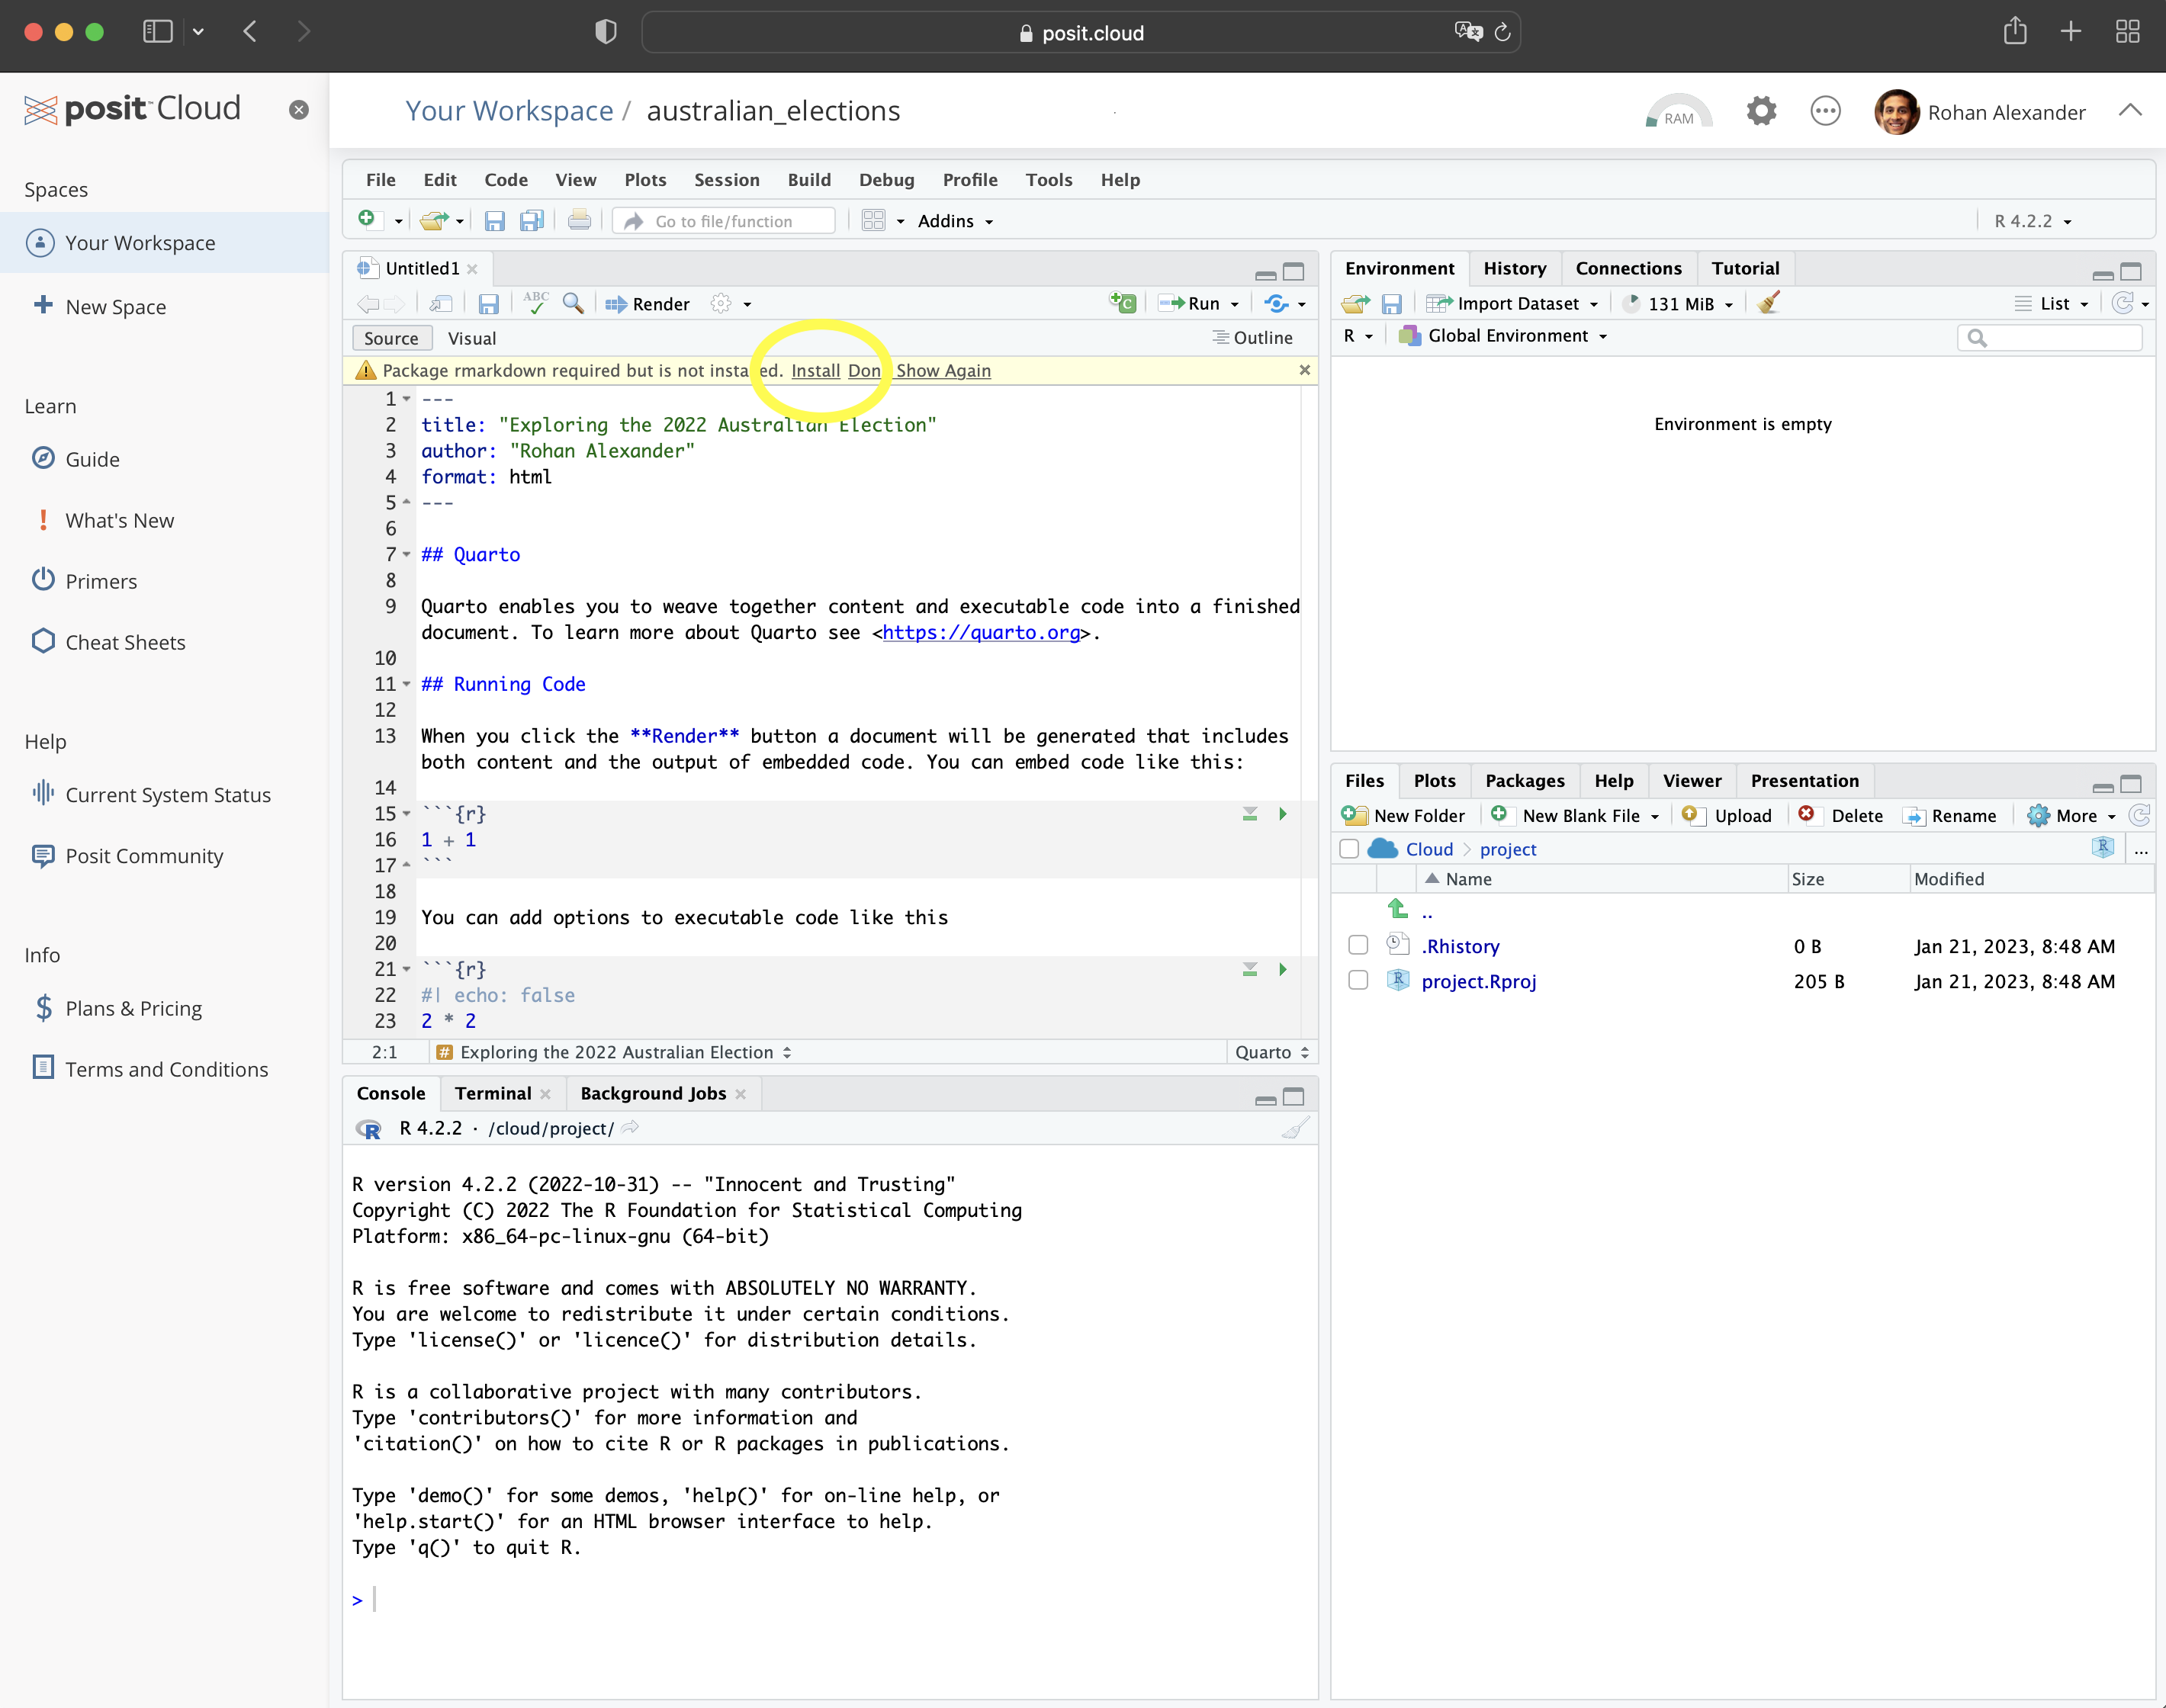 posit.cloud
posit Cloud
Your Workspace / australian_elections
RAM
Rohan Alexander
Spaces
Your Workspace
New Space
Learn
Guide
What's New
Primers
Cheat Sheets
Help
Current System Status
Posit Community
Info
Plans & Pricing
Terms and Conditions
File Edit Code View Plots Session Build Debug Profile Tools Help
Go to file/function
Addins
R 4.2.2
Untitled1
ABC
Render
Run
Source Visual
Outline
Package rmarkdown required but is not insta ed. Install Don Show Again
1 ---
2 title: "Exploring the 2022 Australian Election"
3 author: "Rohan Alexander"
4 format: html
5 ---
6
7 ## Quarto
8
9 Quarto enables you to weave together content and executable code into a finished
document. To learn more about Quarto see <https://quarto.org>.
10
11 ## Running Code
12
13 When you click the **Render** button a document will be generated that includes
both content and the output of embedded code. You can embed code like this:
14
15 ```{r}
16 1 + 1
17 ```
18
19 You can add options to executable code like this
20
21 ```{r}
22 #| echo: false
23 2 * 2
2:1 # Exploring the 2022 Australian Election Quarto
Console Terminal Background Jobs
R 4.2.2 · /cloud/project/
R version 4.2.2 (2022-10-31) -- "Innocent and Trusting"
Copyright (C) 2022 The R Foundation for Statistical Computing
Platform: x86_64-pc-linux-gnu (64-bit)
R is free software and comes with ABSOLUTELY NO WARRANTY.
You are welcome to redistribute it under certain conditions.
Type 'license()' or 'licence()' for distribution details.
R is a collaborative project with many contributors.
Type 'contributors()' for more information and
'citation()' on how to cite R or R packages in publications.
Type 'demo()' for some demos, 'help()' for on-line help, or
'help.start()' for an HTML browser interface to help.
Type 'q()' to quit R.
>
Environment History Connections Tutorial
Import Dataset 131 MiB List
R Global Environment
Environment is empty
Files Plots Packages Help Viewer Presentation
New Folder New Blank File Upload Delete Rename More
Cloud > project
...
Name Size Modified
..
.Rhistory 0 B Jan 21, 2023, 8:48 AM
project.Rproj 205 B Jan 21, 2023, 8:48 AM